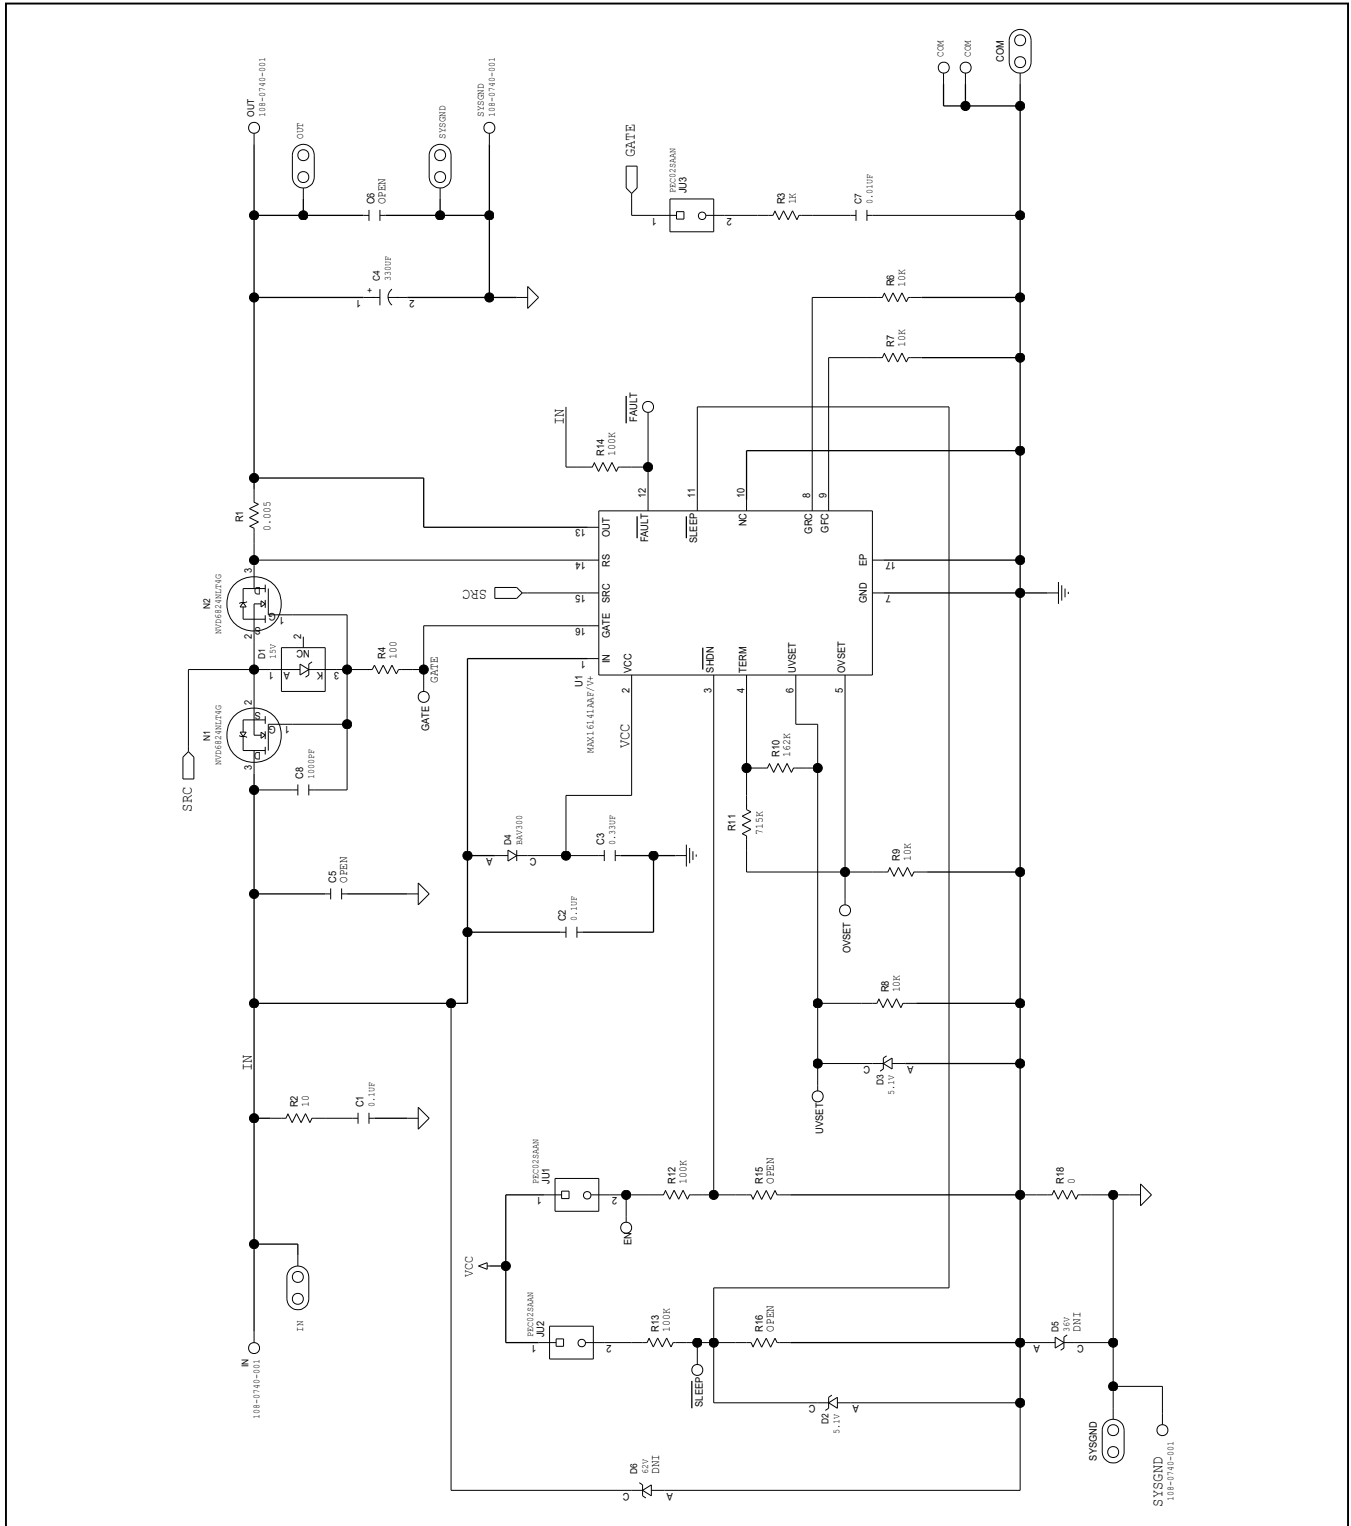 OUT
108-0740-001
OUT
SYSGND
SYSGND
108-0740-001
C6
OPEN
C4
330UF
+
1
2
GATE
PEC02SAAN
JU3
1
2
R3
1K
C7
0.01UF
COM
COM
COM
R6
10K
R7
10K
IN
R14
100K
FAULT
R1
0.005
12
11
10
8
9
13
14
15
16
1
2
3
4
6
5
17
7
OUT
RS
SRC
GATE
IN
VCC
FAULT
SLEEP
NC
GRC
GFC
EP
GND
SHDN
TERM
UVSET
OVSET
U1
MAX16141AAF/V+
SRC
N2
NVD6824NLT4G
3
D
S
G
1
2
D1
15V
NC
2
1
A
K
3
R4
100
GATE
GATE
N1
NVD6824NLT4G
2
S
D
G
1
3
SRC
C8
1000PF
VCC
D4
BAV300
A
C
C3
0.33UF
C2
0.1UF
C5
OPEN
R10
162K
R11
715K
R9
10K
OVSET
R8
10K
D3
5.1V
C
A
UVSET
IN
R2
10
C1
0.1UF
PEC02SAAN
JU1
1
2
EN
R12
100K
R15
OPEN
R18
0
VCC
PEC02SAAN
JU2
1
2
R13
100K
SLEEP
R16
OPEN
D5
36V
DNI
A
C
D2
5.1V
C
A
IN
IN
108-0740-001
D6
62V
DNI
C
A
SYSGND
SYSGND
108-0740-001